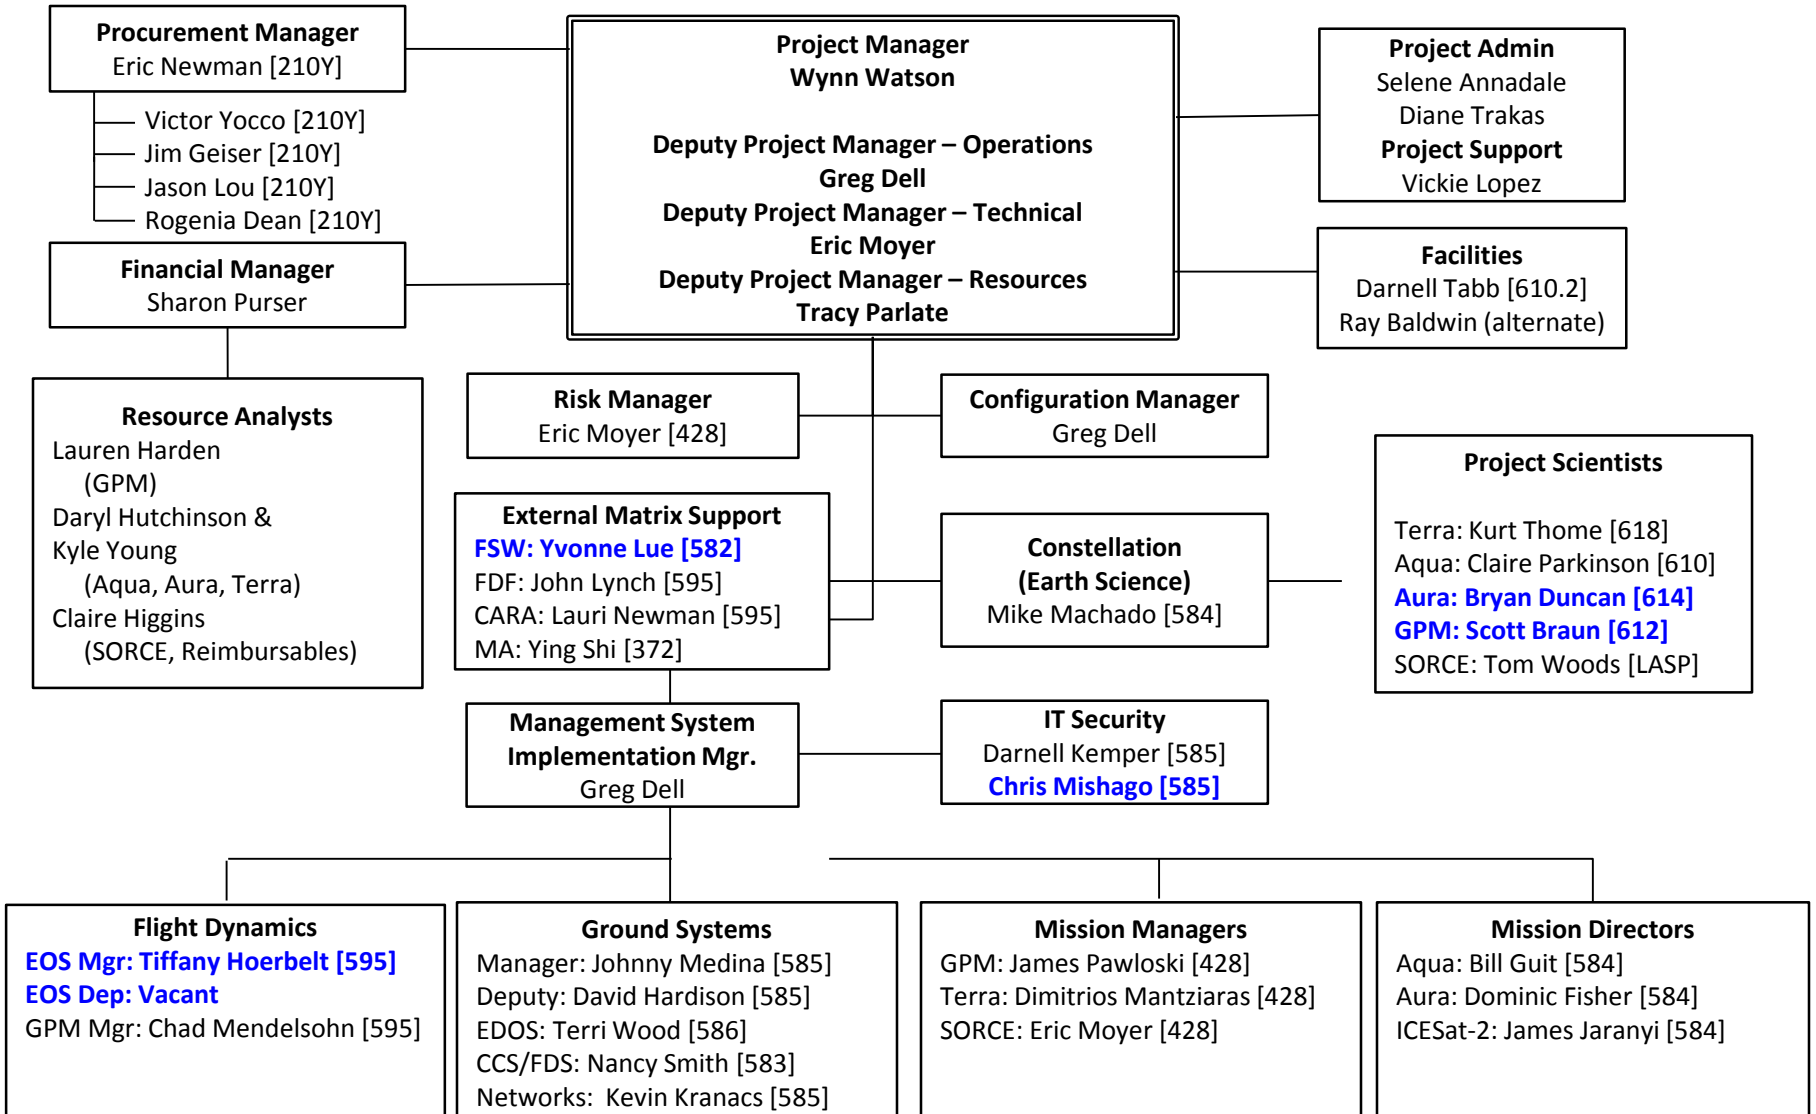 Procurement Manager
Eric Newman [210Y]
Victor Yocco [210Y]
Jim Geiser [210Y]
Jason Lou [210Y]
Rogenia Dean [210Y]
Financial Manager
Sharon Purser
Resource Analysts
Lauren Harden
(GPM)
Daryl Hutchinson &
Kyle Young
(Aqua, Aura, Terra)
Claire Higgins
(SORCE, Reimbursables)
Project Manager
Wynn Watson
Deputy Project Manager – Operations
Greg Dell
Deputy Project Manager – Technical
Eric Moyer
Deputy Project Manager – Resources
Tracy Parlate
Project Admin
Selene Annadale
Diane Trakas
Project Support
Vickie Lopez
Facilities
Darnell Tabb [610.2]
Ray Baldwin (alternate)
Risk Manager
Eric Moyer [428]
Configuration Manager
Greg Dell
External Matrix Support
FSW: Yvonne Lue [582]
FDF: John Lynch [595]
CARA: Lauri Newman [595]
MA: Ying Shi [372]
Constellation
(Earth Science)
Mike Machado [584]
Project Scientists
Terra: Kurt Thome [618]
Aqua: Claire Parkinson [610]
Aura: Bryan Duncan [614]
GPM: Scott Braun [612]
SORCE: Tom Woods [LASP]
Management System
Implementation Mgr.
Greg Dell
IT Security
Darnell Kemper [585]
Chris Mishago [585]
Flight Dynamics
EOS Mgr: Tiffany Hoerbelt [595]
EOS Dep: Vacant
GPM Mgr: Chad Mendelsohn [595]
Ground Systems
Manager: Johnny Medina [585]
Deputy: David Hardison [585]
EDOS: Terri Wood [586]
CCS/FDS: Nancy Smith [583]
Networks: Kevin Kranacs [585]
Mission Managers
GPM: James Pawloski [428]
Terra: Dimitrios Mantziaras [428]
SORCE: Eric Moyer [428]
Mission Directors
Aqua: Bill Guit [584]
Aura: Dominic Fisher [584]
ICESat-2: James Jaranyi [584]